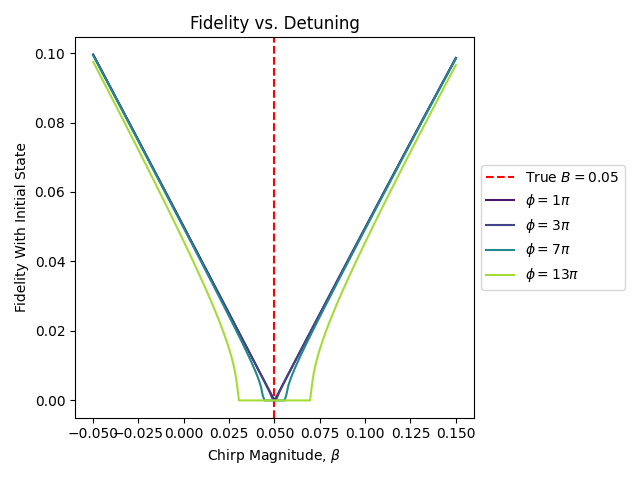 Fidelity vs. Detuning
Fidelity With Initial State
0.10
0.08
0.06
0.04
0.02
0.00
−0.050 −0.025 0.000 0.025 0.050 0.075 0.100 0.125 0.150
Chirp Magnitude, β
True B = 0.05
ϕ = 1π
ϕ = 3π
ϕ = 7π
ϕ = 13π